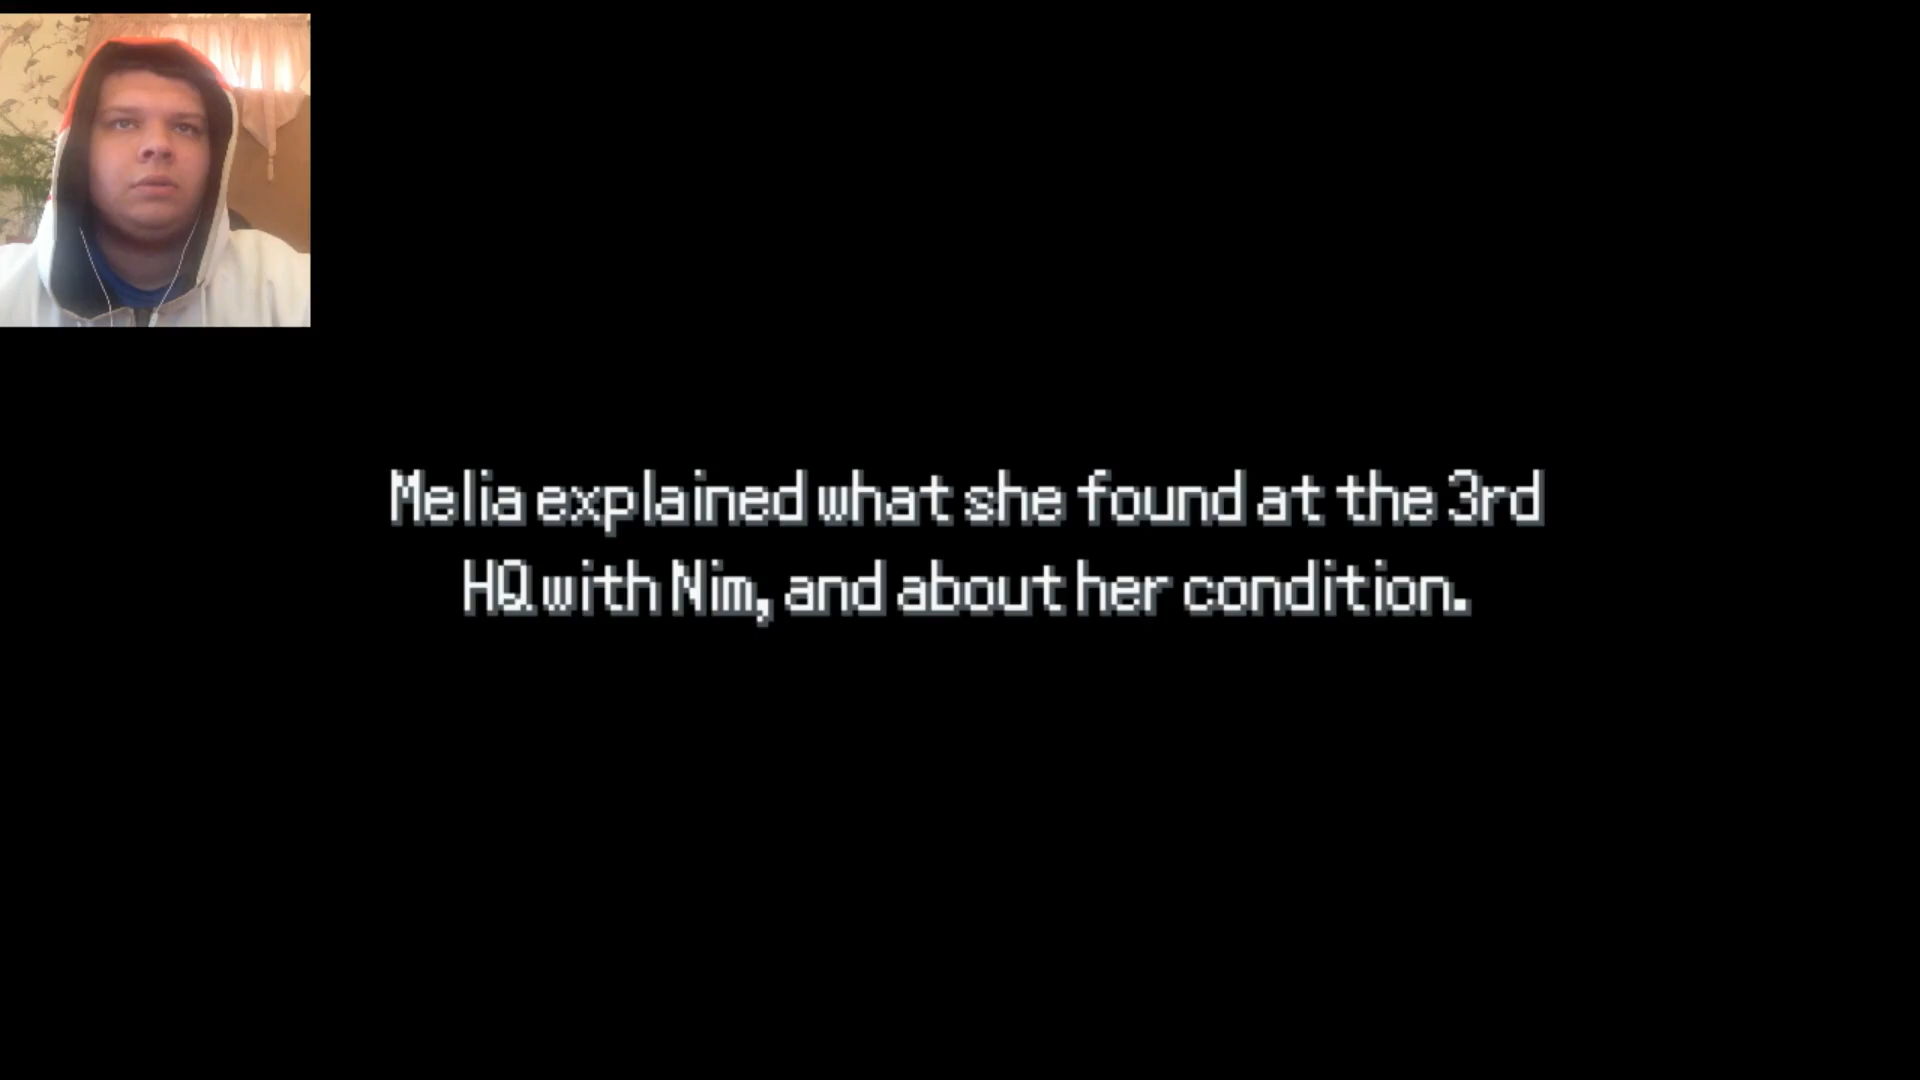 Melia explained what she found at the 3rd
HQ with Nim, and about her condition.